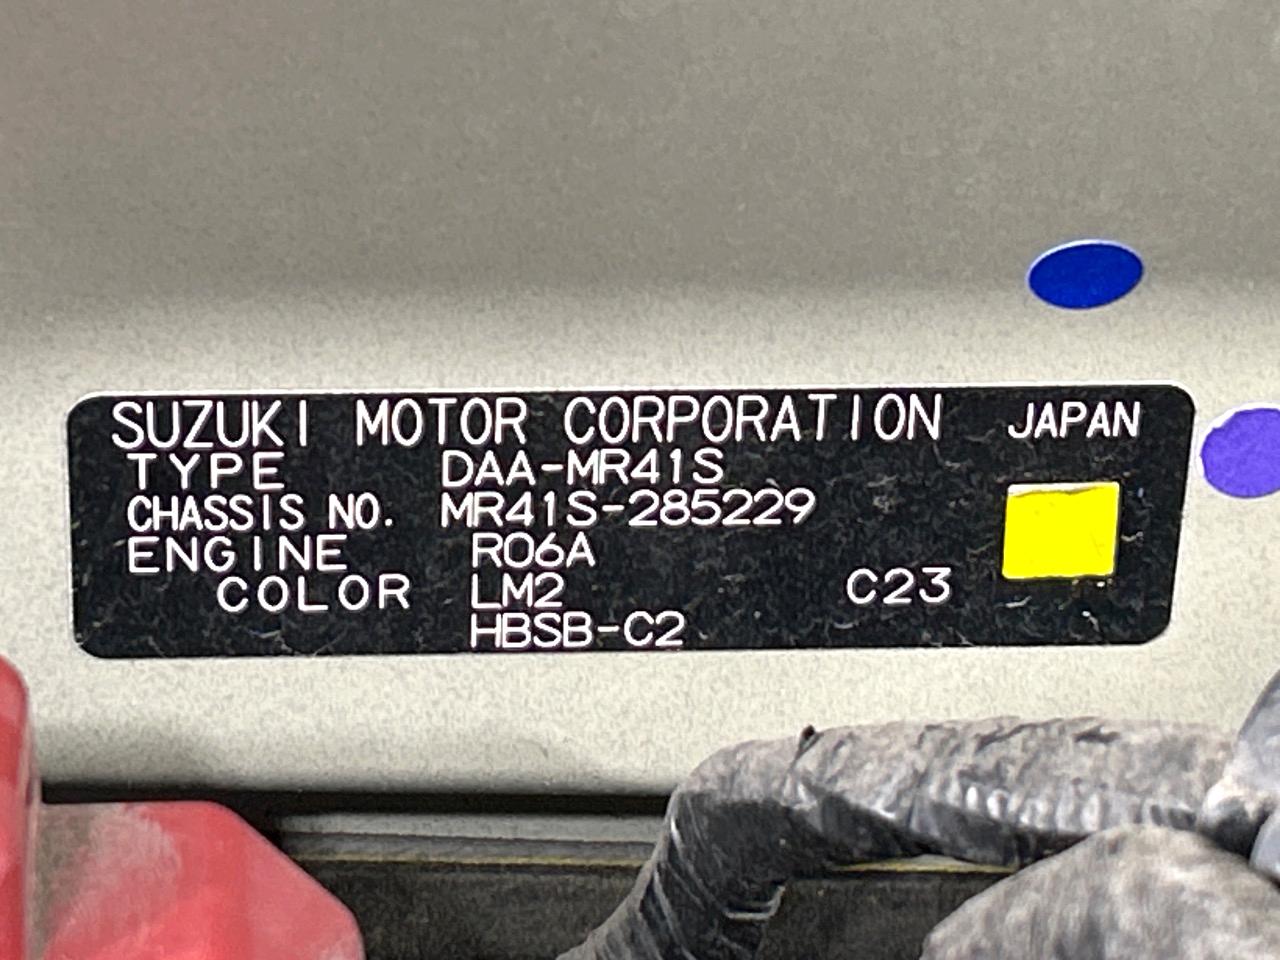 SUZUKI MOTOR CORPORATION JAPAN
TYPE DAA-MR41S
CHASSIS NO. MR41S-285229
ENGINE R06A
COLOR LM2 C23
HBSB-C2